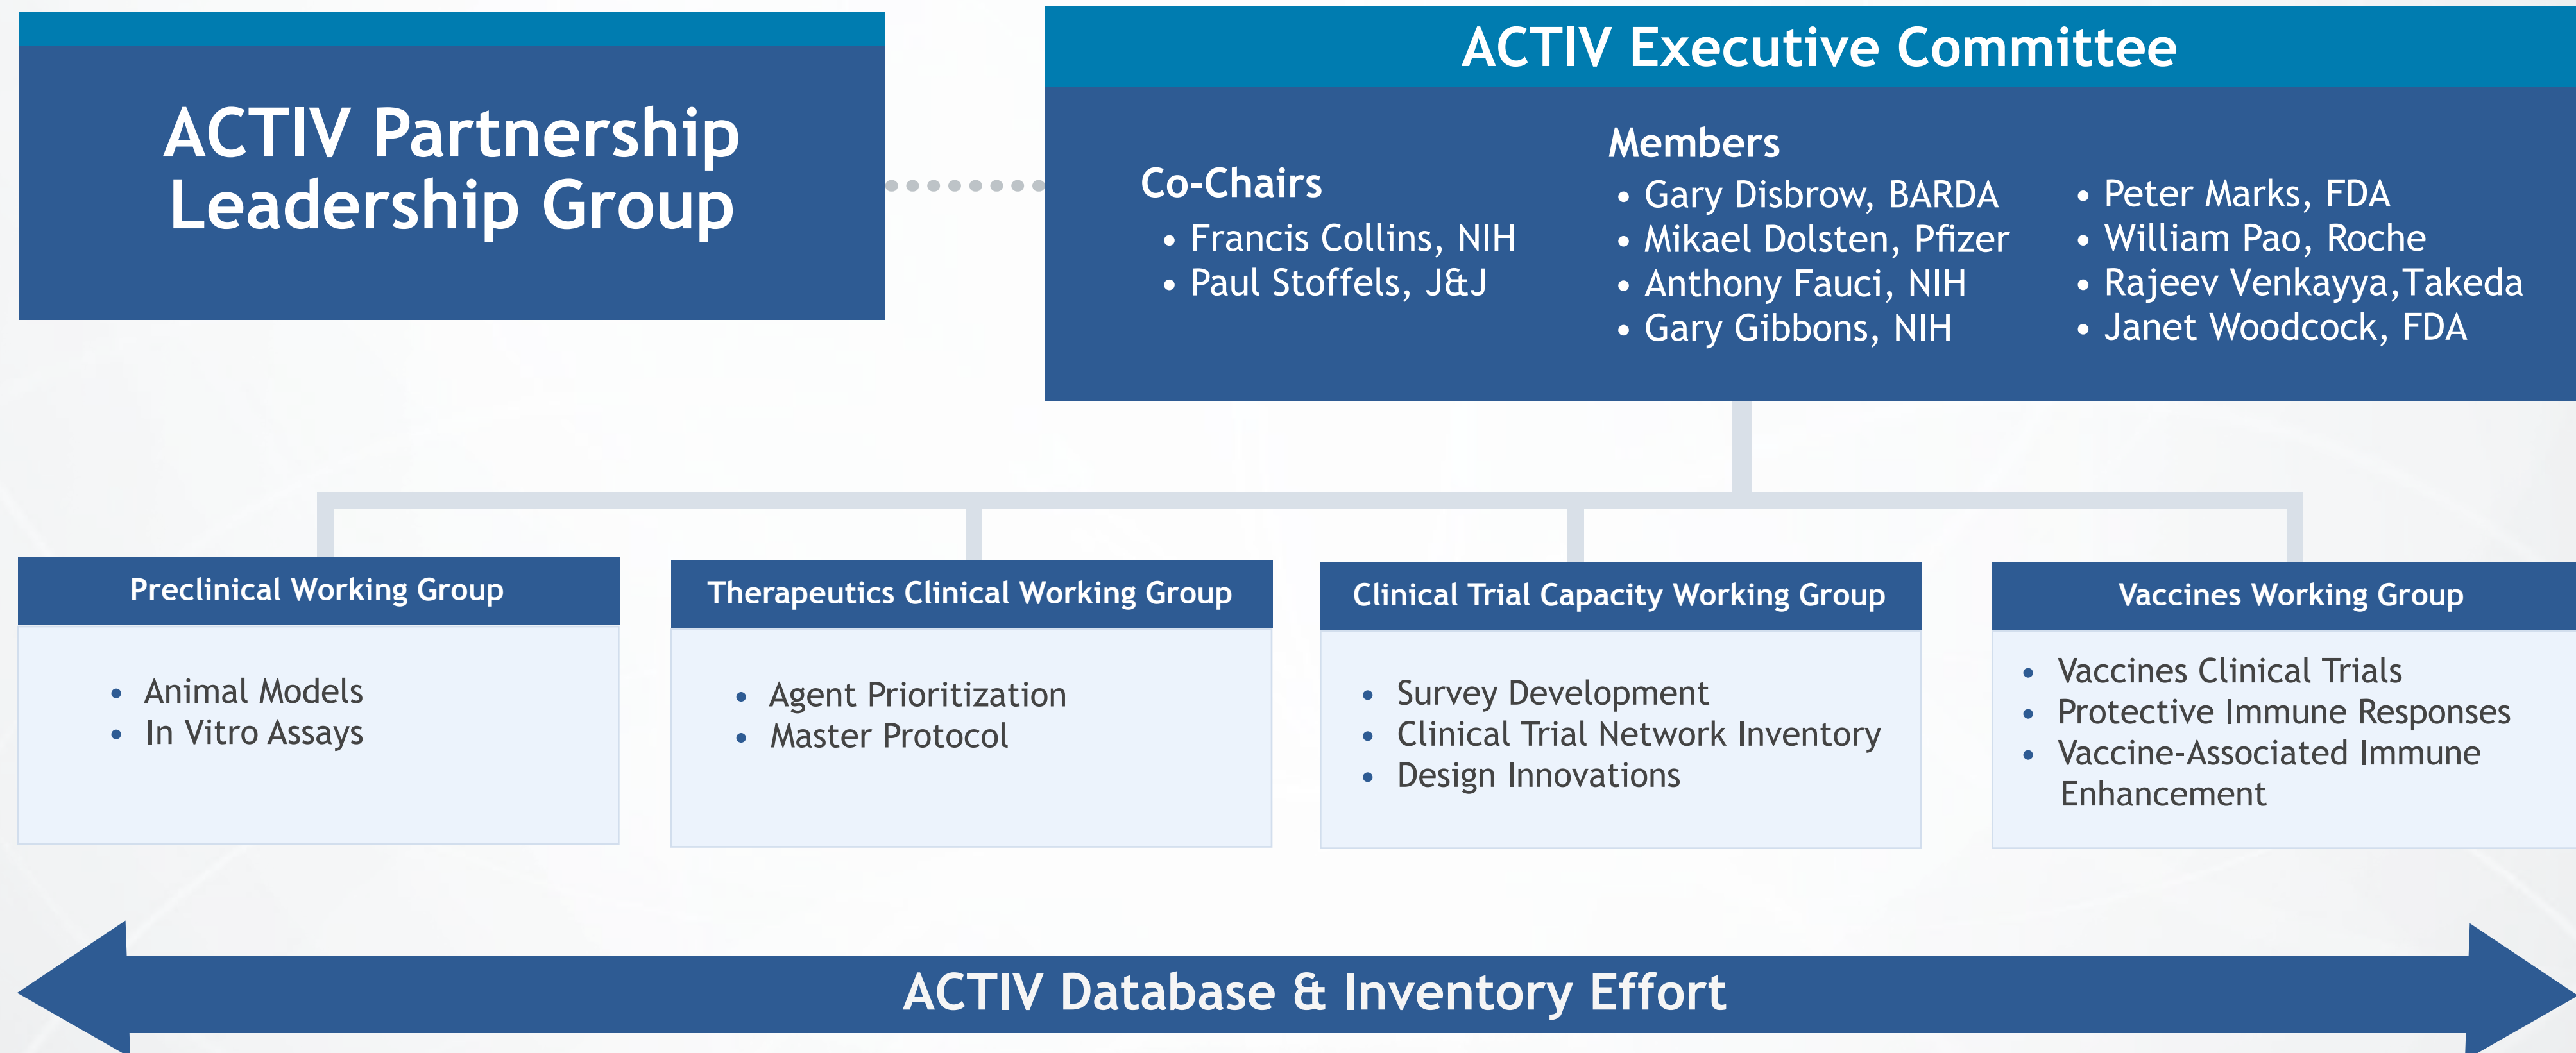 ACTIV Partnership
Leadership Group
ACTIV Executive Committee
Co-Chairs
• Francis Collins, NIH
• Paul Stoffels, J&J
Members
• Gary Disbrow, BARDA
• Mikael Dolsten, Pfizer
• Anthony Fauci, NIH
• Gary Gibbons, NIH
• Peter Marks, FDA
• William Pao, Roche
• Rajeev Venkayya,Takeda
• Janet Woodcock, FDA
Preclinical Working Group
• Animal Models
• In Vitro Assays
Therapeutics Clinical Working Group
• Agent Prioritization
• Master Protocol
Clinical Trial Capacity Working Group
• Survey Development
• Clinical Trial Network Inventory
• Design Innovations
Vaccines Working Group
• Vaccines Clinical Trials
• Protective Immune Responses
• Vaccine-Associated Immune
Enhancement
ACTIV Database & Inventory Effort